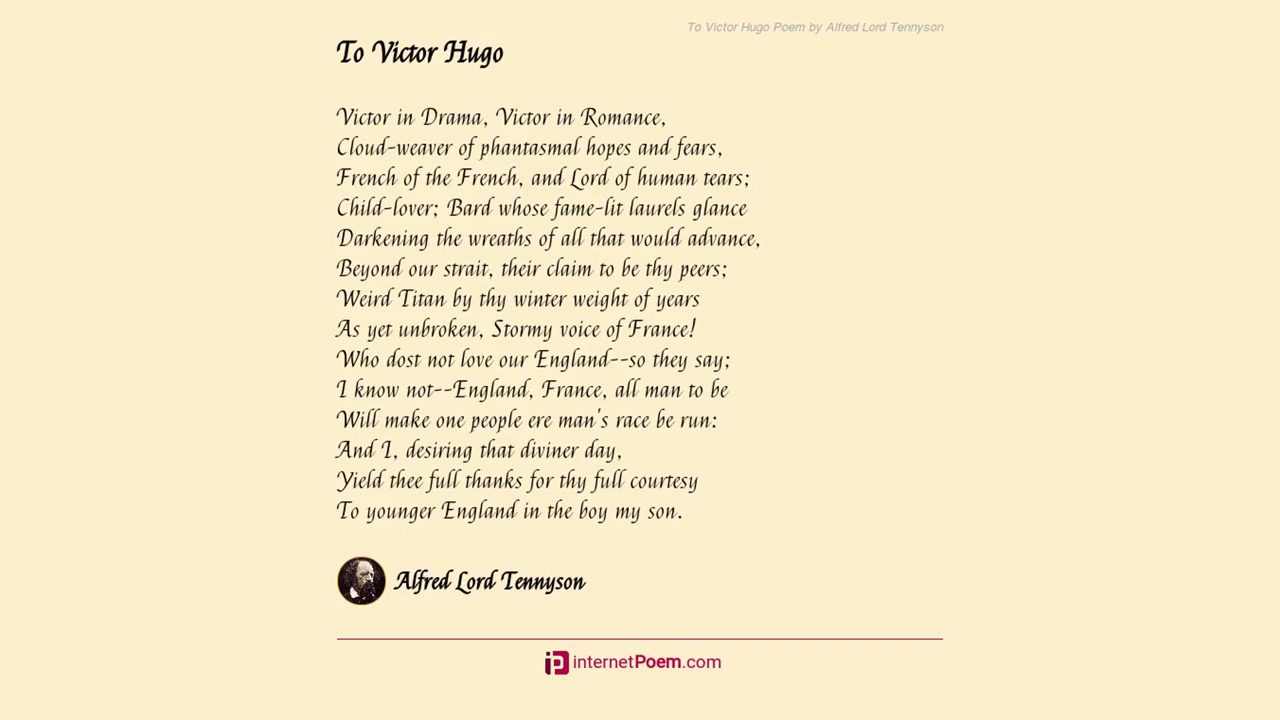 To Victor Hugo Poem by Alfred Lord Tennyson
To Victor Hugo
Victor in Drama, Victor in Romance,
Cloud-weaver of phantasmal hopes and fears,
French of the French, and Lord of human tears;
Child-lover; Bard whose fame-lit laurels glance
Darkening the wreaths of all that would advance,
Beyond our strait, their claim to be thy peers;
Weird Titan by thy winter weight of years
As yet unbroken, Stormy voice of France!
Who dost not love our England--so they say;
I know not--England, France, all man to be
Will make one people ere man's race be run:
And I, desiring that diviner day,
Yield thee full thanks for thy full courtesy
To younger England in the boy my son.
Alfred Lord Tennyson
internetPoem.com